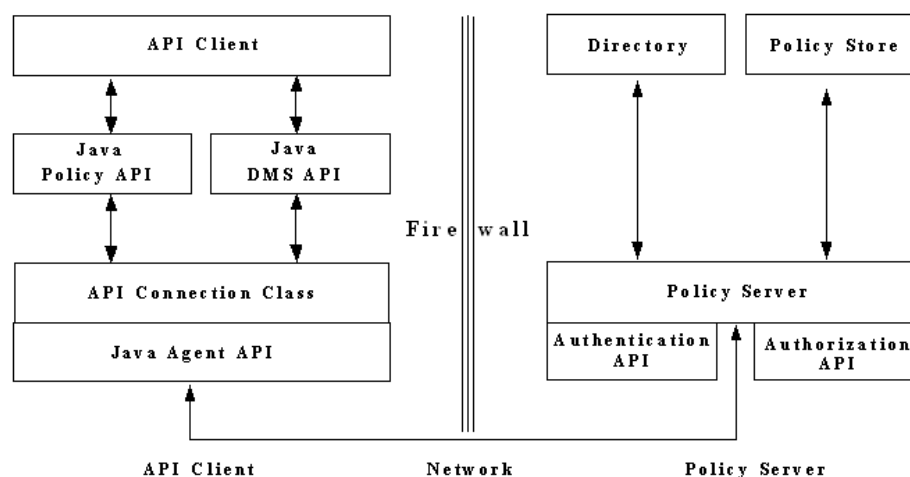 API Client
Directory
Policy Store
Java
Policy API
Java
DMS API
Fire wall
API Connection Class
Policy Server
Java Agent API
Authentication
API
Authorization
API
API Client
Network
Policy Server